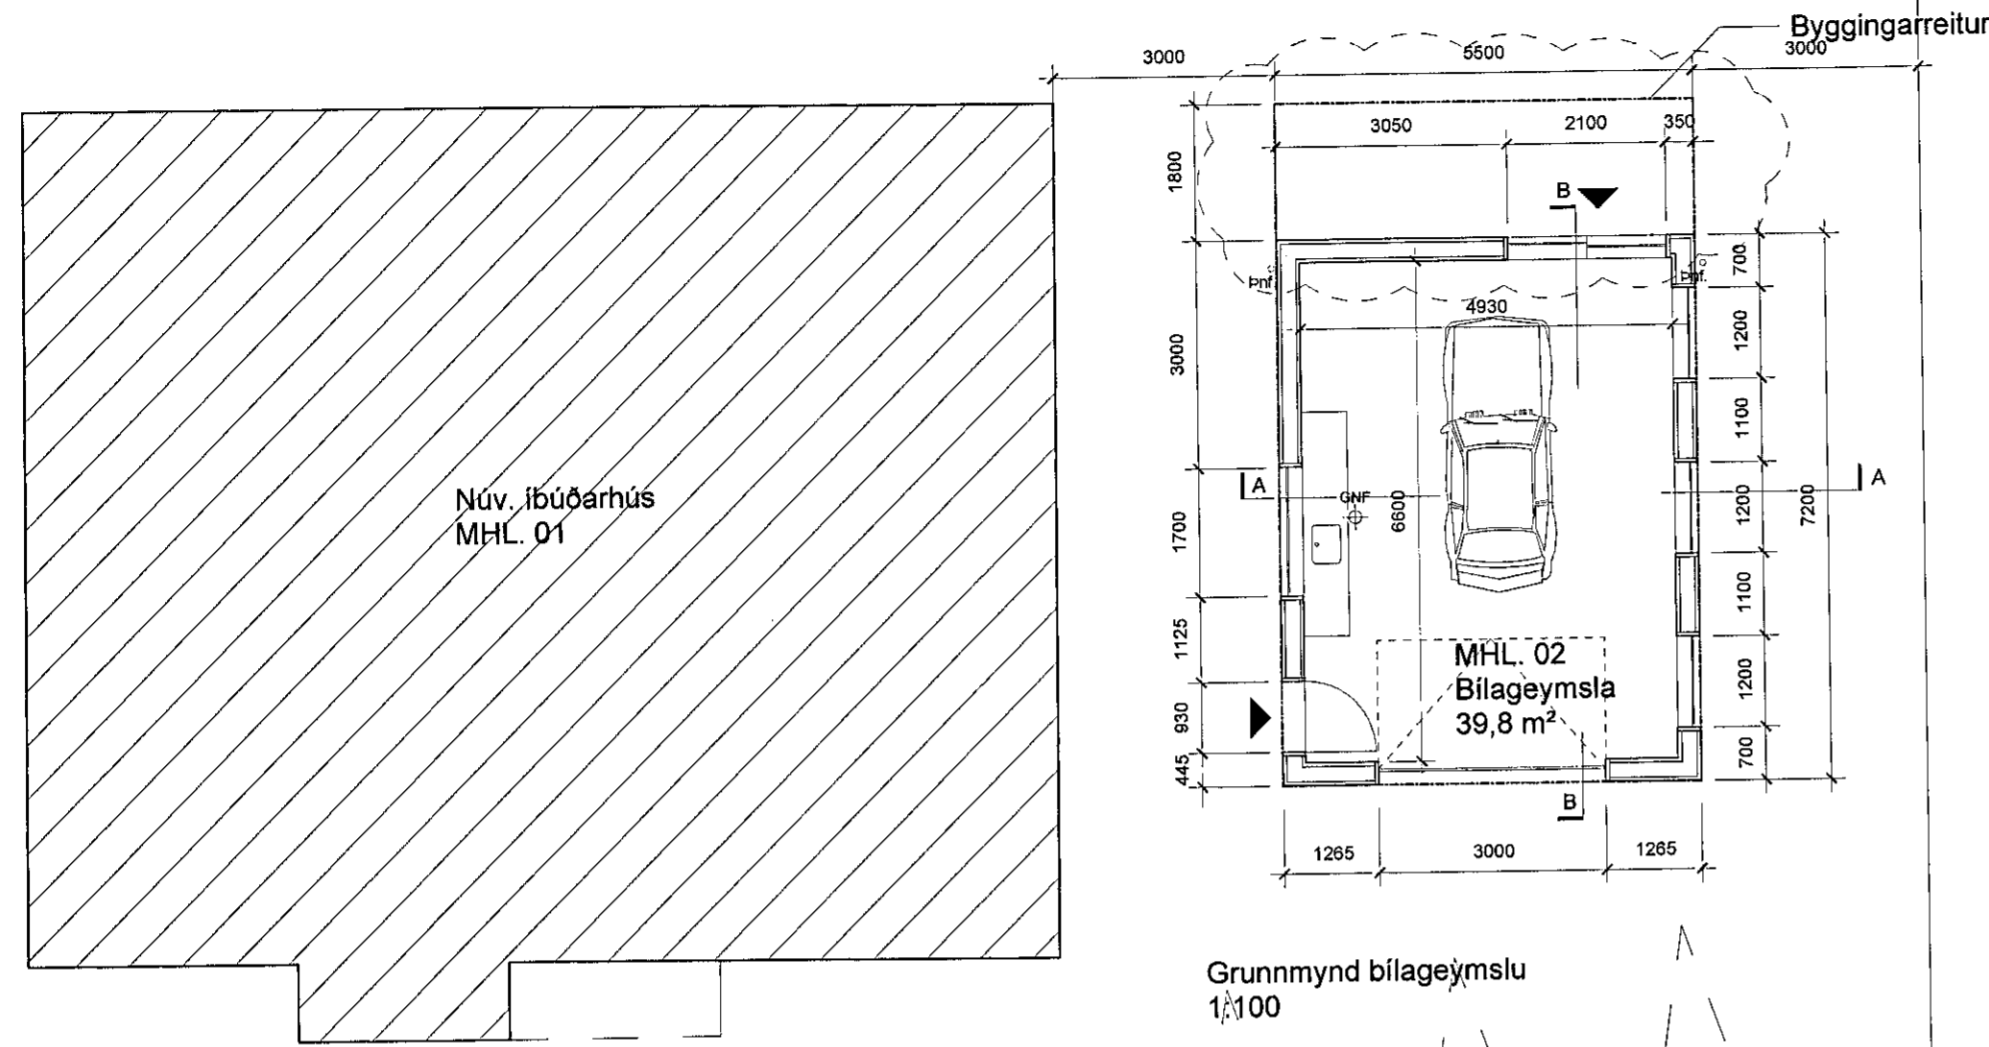 Byggingarreitur
3000
5500
3000
3050
2100
350
1800
B
700
Þnf.
Þnf.
4930
1200
3000
1100
Núv. íbúðarhús
MHL. 01
A
GNF
6600
1200
7200
A
1700
1100
1125
MHL. 02
Bílageymsla
39,8 m²
1200
930
700
445
B
1265
3000
1265
Grunnmynd bílageymslu
1:100